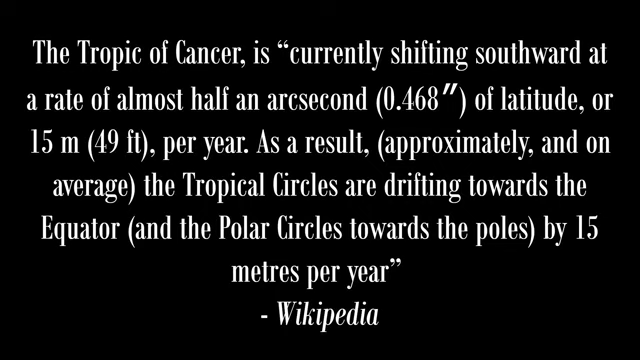 The Tropic of Cancer, is “currently shifting southward at
a rate of almost half an arcsecond (0.468″) of latitude, or
15 m (49 ft), per year. As a result, (approximately, and on
average) the Tropical Circles are drifting towards the
Equator (and the Polar Circles towards the poles) by 15
metres per year”
- Wikipedia